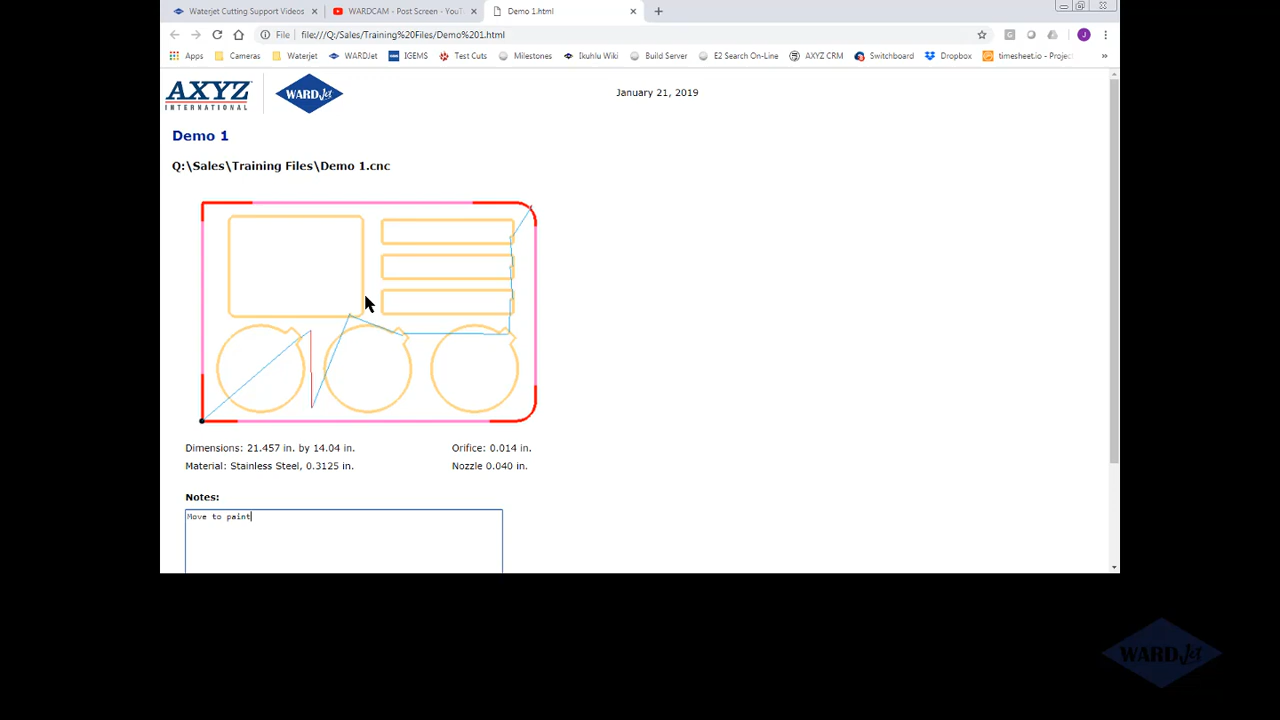 Waterjet Cutting Support Videos
WARDCAM - Post Screen - YouT
Demo 1.html
File
file:///Q:/Sales/Training%20Files/Demo%201.html
Apps
Cameras
Waterjet
WARDJet
IGEMS
Test Cuts
Milestones
Ikuhlu Wiki
Build Server
E2 Search On-Line
AXYZ CRM
Switchboard
Dropbox
timesheet.io - Projec
AXYZ
INTERNATIONAL
WARDJet
January 21, 2019
Demo 1
Q:\Sales\Training Files\Demo 1.cnc
Dimensions: 21.457 in. by 14.04 in.
Orifice: 0.014 in.
Material: Stainless Steel, 0.3125 in.
Nozzle 0.040 in.
Notes:
Move to paint
WARDJet